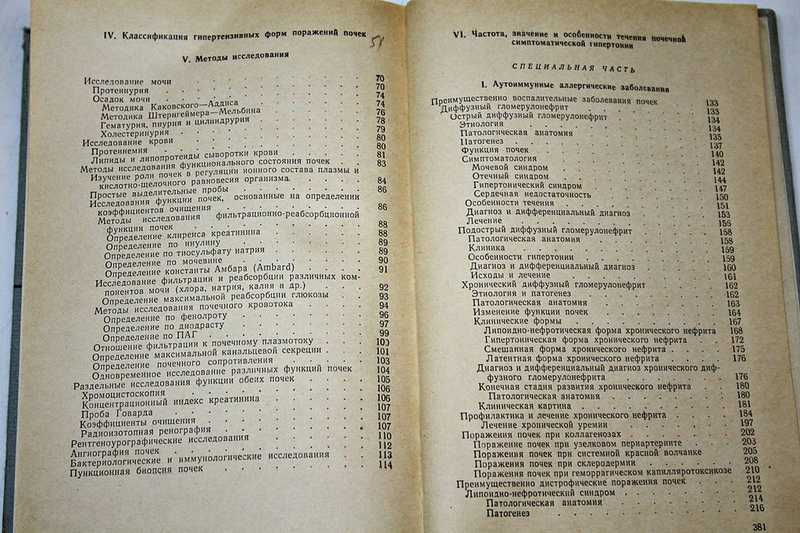 IV. Классификация гипертензивных форм поражений почек
51
V. Методы исследования
Исследование мочи 70
Протеинурия 70
Осадок мочи 74
Методика Каковского—Аддиса 74
Методика Штернгеймера—Мельбина 76
Гематурия, пиурия и цилиндрурия 78
Холестеринурия 79
Исследование крови 80
Протеинемия 80
Липиды и липопротеиды сыворотки крови 81
Методы исследования функционального состояния почек 83
Изучение роли почек в регуляции ионного состава плазмы и
кислотно-щелочного равновесия организма 84
Простые выделительные пробы 86
Исследования функции почек, основанные на определении
коэффициентов очищения 86
Методы исследования фильтрационно-реабсорбционной
функции почек 88
Определение клиренса креатинина 88
Определение по инулину 89
Определение по тиосульфату натрия 89
Определение по мочевине 90
Определение константы Амбара (Ambard) 91
Исследование фильтрации и реабсорбции различных ком-
понентов мочи (хлора, натрия, калия и др.) 92
Определение максимальной реабсорбции глюкозы 93
Методы исследования почечного кровотока 94
Определение по фенолроту 96
Определение по диодрасту 97
Определение по ПАГ 99
Отношение фильтрации к почечному плазмотоку 100
Определение максимальной канальцевой секреции 101
Определение почечного сопротивления 103
Одновременное исследование различных функций почек 104
Раздельные исследования функции обеих почек 105
Хромоцистоскопия 106
Концентрационный индекс креатинина 106
Проба Говарда 107
Коэффициенты очищения 107
Радиоизотопная ренография 107
Рентгеноурографические исследования 110
Ангиография почек 112
Бактериологические и иммунологические исследования 113
Пункционная биопсия почек 114
VI. Частота, значение и особенности течения почечной
симптоматической гипертонии
СПЕЦИАЛЬНАЯ ЧАСТЬ
I. Аутоиммунные аллергические заболевания
Преимущественно воспалительные заболевания почек 133
Диффузный гломерулонефрит 133
Острый диффузный гломерулонефрит 134
Этиология 134
Патологическая анатомия 135
Патогенез 137
Функция почек 140
Симптоматология 142
Мочевой синдром 142
Отечный синдром 144
Гипертонический синдром 147
Сердечная недостаточность 150
Особенности течения 151
Диагноз и дифференциальный диагноз 153
Лечение 155
Подострый диффузный гломерулонефрит 158
Патологическая анатомия 158
Клиника 159
Особенности гипертонии 159
Диагноз и дифференциальный диагноз 160
Исходы и лечение 161
Хронический диффузный гломерулонефрит 162
Этиология и патогенез 162
Патологическая анатомия 163
Изменение функции почек 164
Клинические формы 167
Липоидно-нефротическая форма хронического нефрита 168
Гипертоническая форма хронического нефрита 172
Смешанная форма хронического нефрита 175
Латентная форма хронического нефрита 176
Диагноз и дифференциальный диагноз хронического диф-
фузного гломерулонефрита 176
Конечная стадия развития хронического нефрита 180
Патологическая анатомия 180
Клиническая картина 181
Профилактика и лечение хронического нефрита 184
Лечение хронической уремии 197
Поражения почек при коллагенозах 202
Поражение почек при узелковом периартериите 203
Поражения почек при системной красной волчанке 205
Поражения почек при склеродермии 208
Поражения почек при геморрагическом капилляротоксикозе 210
Преимущественно дистрофические поражения почек 212
Липоидно-нефротический синдром 212
Патологическая анатомия 214
Патогенез 216
381